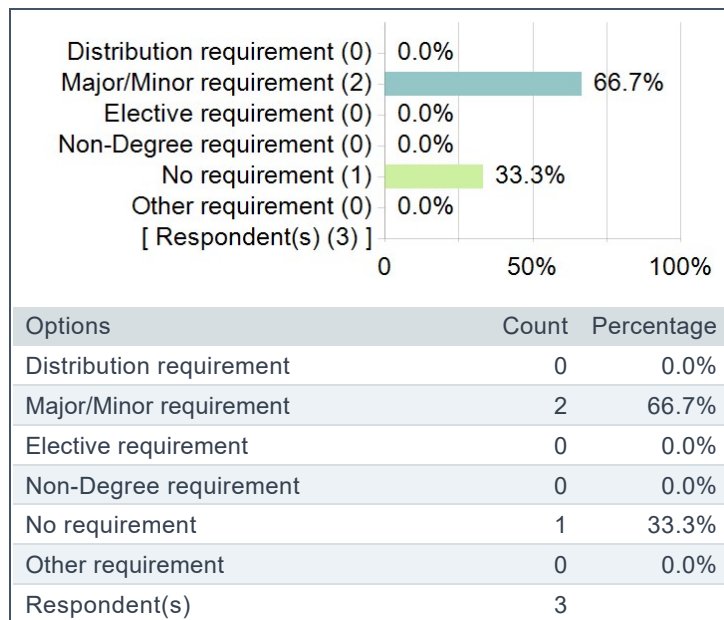 Distribution requirement (0) 0.0%
Major/Minor requirement (2) 66.7%
Elective requirement (0) 0.0%
Non-Degree requirement (0) 0.0%
No requirement (1) 33.3%
Other requirement (0) 0.0%
[ Respondent(s) (3) ]
0 50% 100%
Options Count Percentage
Distribution requirement 0 0.0%
Major/Minor requirement 2 66.7%
Elective requirement 0 0.0%
Non-Degree requirement 0 0.0%
No requirement 1 33.3%
Other requirement 0 0.0%
Respondent(s) 3